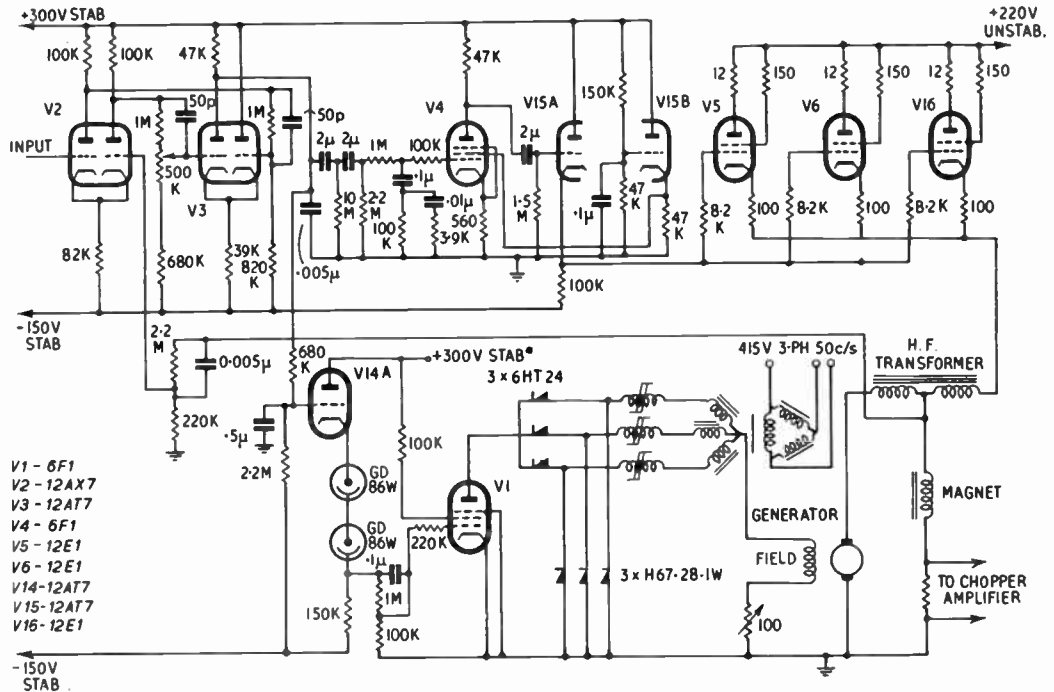 +300V STAB
+220V
UNSTAB.
100K
100K
47K
47K
150K
12
150
12
150
12
150
V2
50p
1M
V3
1M
50p
V4
V15A
V15B
V5
V6
V16
INPUT
500
K
2μ
2μ
1M
100K
2μ
·1μ
·01μ
10
M
2·2
M
100
K
3·9K
560
1·5
M
·1μ
47
K
47
K
8·2
K
100
8·2K
100
8·2K
100
82K
680K
39K
820
K
·005μ
100K
-150V
STAB
2·2
M
0·005μ
220K
680
K
V14A
+300V STAB
3 x 6HT24
415V 3-PH 50c/s
H.F.
TRANSFORMER
·5μ
2·2M
100K
GD
86W
GD
86W
·1μ
220K
V1
1M
150K
100K
3 x H67-28-1W
GENERATOR
FIELD
100
MAGNET
TO CHOPPER
AMPLIFIER
V1 - 6F1
V2 - 12AX7
V3 - 12AT7
V4 - 6F1
V5 - 12E1
V6 - 12E1
V14 - 12AT7
V15 - 12AT7
V16 - 12E1
-150V
STAB